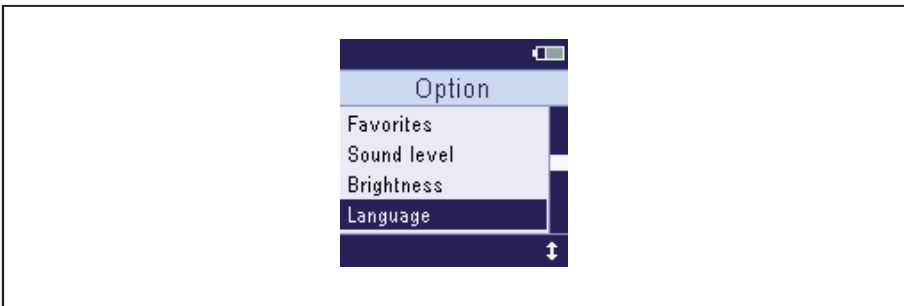 Option
Favorites
Sound level
Brightness
Language